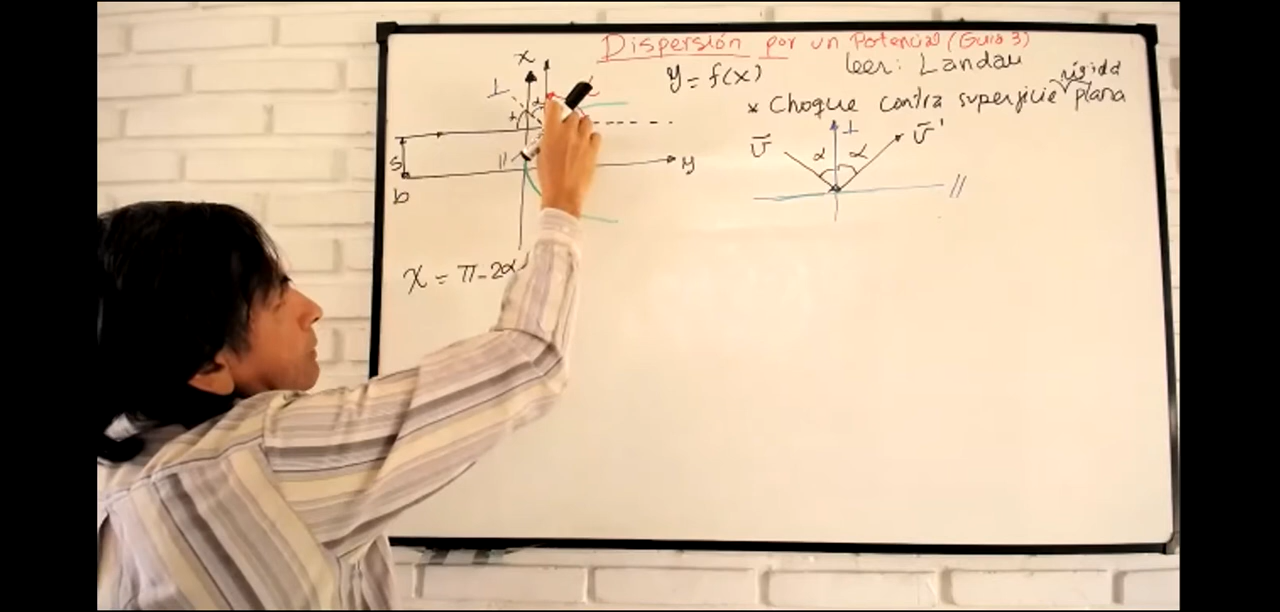 Dispersión por un Potencial (Guia 3)
y = f(x)
leer: Landau
rígida
* Choque contra superficie plana
x
⊥
α
α
S
b
//
y
χ = π - 2α
v⃗
α
⊥
α
v⃗'
//